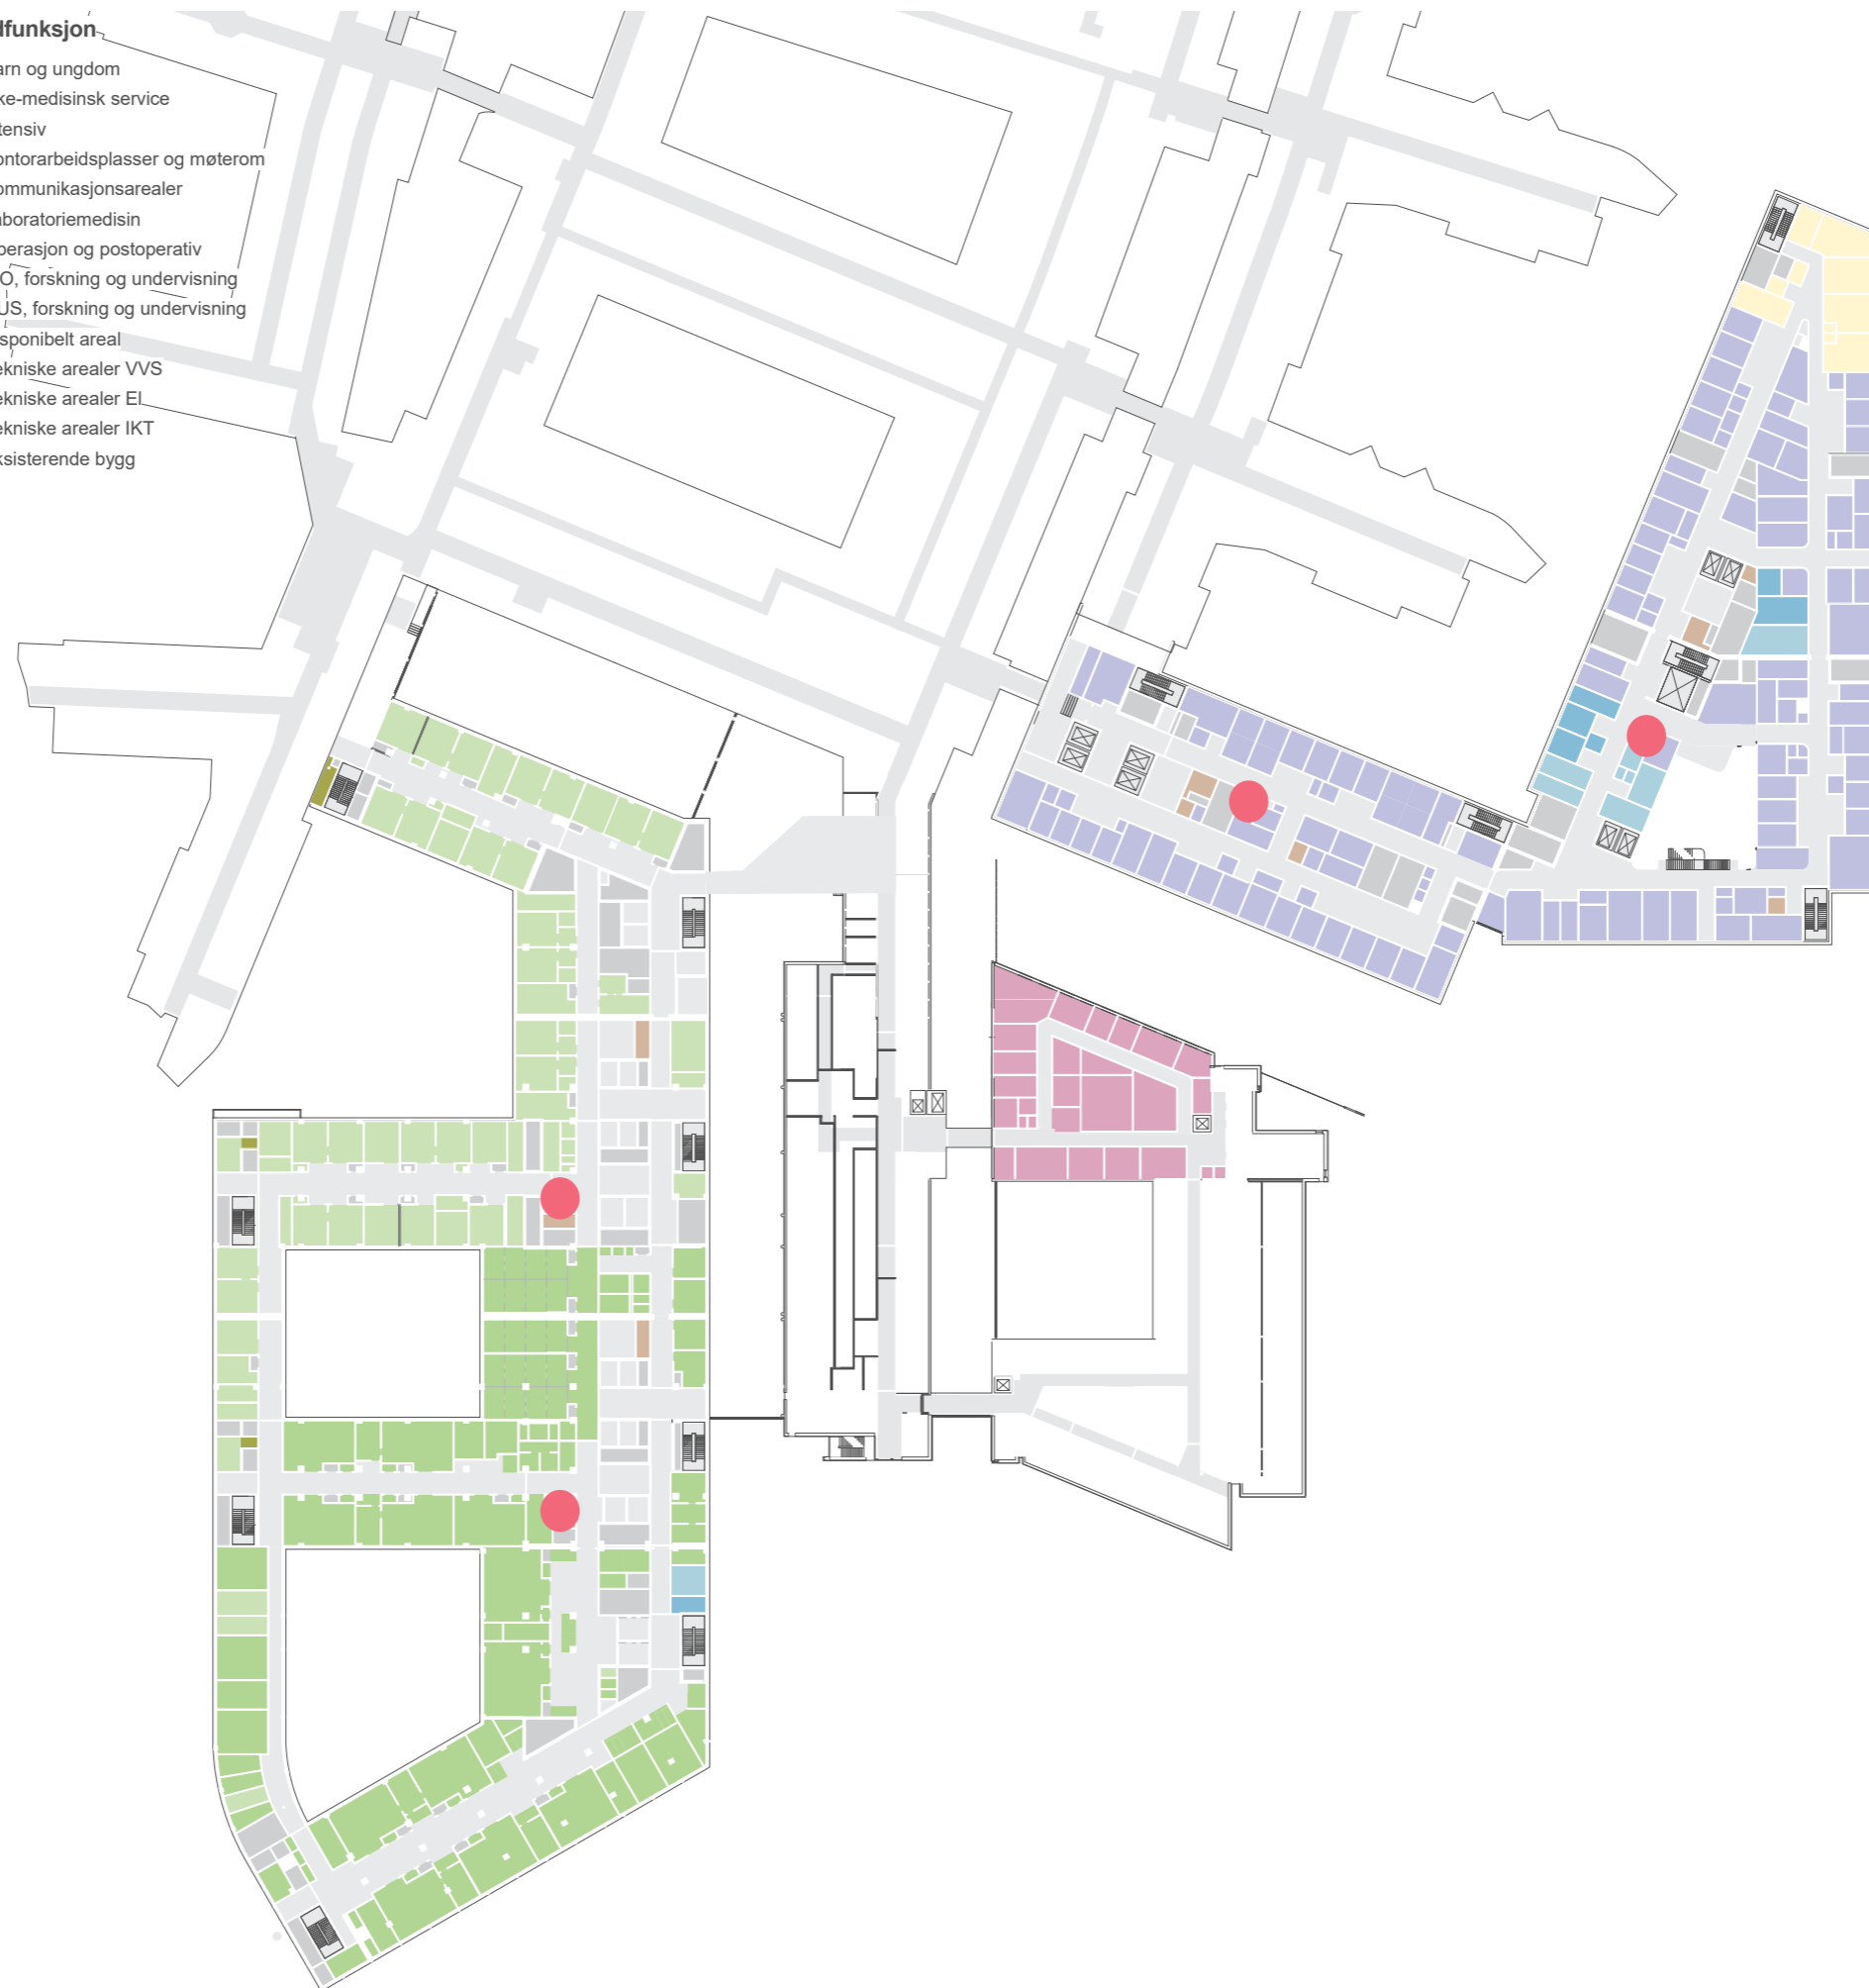 dfunksjon
arn og ungdom
ke-medisinsk service
tensiv
ontorarbeidsplasser og møterom
ommunikasjonsarealer
aboratoriemedisin
perasjon og postoperativ
O, forskning og undervisning
US, forskning og undervisning
sponibelt areal
ekniske arealer VVS
ekniske arealer El
ekniske arealer IKT
ksisterende bygg